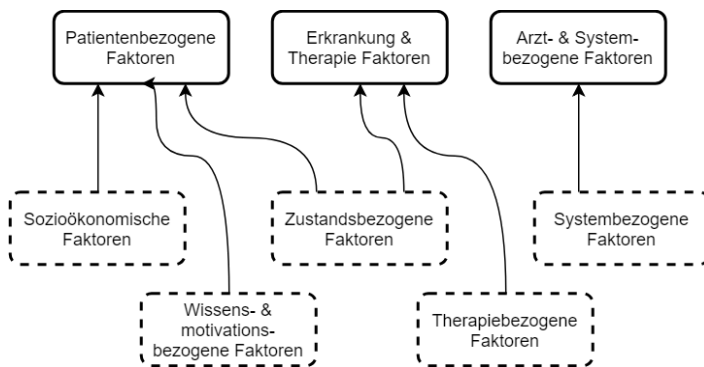 Patientenbezogene
Faktoren
Erkrankung &
Therapie Faktoren
Arzt- & System-
bezogene Faktoren
Sozioökonomische
Faktoren
Zustandsbezogene
Faktoren
Systembezogene
Faktoren
Wissens- &
motivations-
bezogene Faktoren
Therapiebezogene
Faktoren